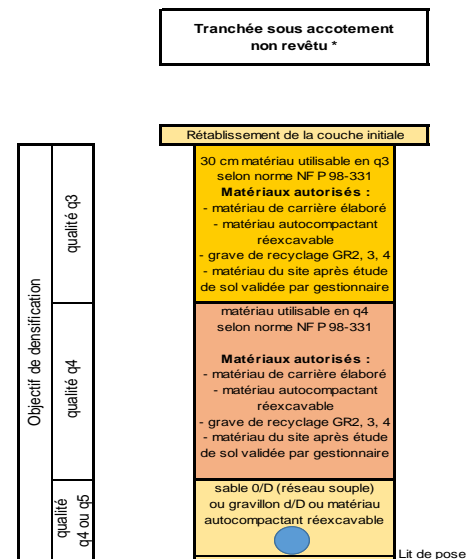 Tranchée sous accotement
non revêtu *
Rétablissement de la couche initiale
Objectif de densification
qualité q3
30 cm matériau utilisable en q3
selon norme NF P 98-331
Matériaux autorisés :
- matériau de carrière élaboré
- matériau autocompactant
réexcavable
- grave de recyclage GR2, 3, 4
- matériau du site après étude
de sol validée par gestionnaire
qualité q4
matériau utilisable en q4
selon norme NF P 98-331
Matériaux autorisés :
- matériau de carrière élaboré
- matériau autocompactant
réexcavable
- grave de recyclage GR2, 3, 4
- matériau du site après étude
de sol validée par gestionnaire
qualité
q4 ou q5
sable 0/D (réseau souple)
ou gravillon d/D ou matériau
autocompactant réexcavable
Lit de pose